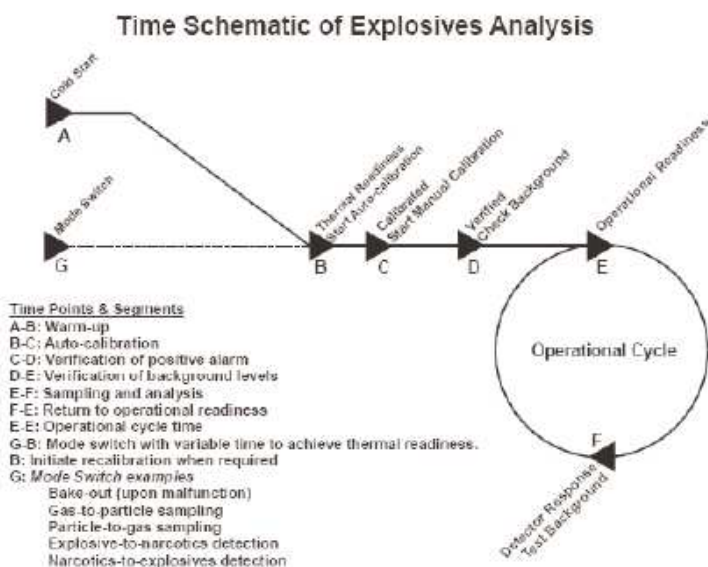 Time Schematic of Explosives Analysis
Cold Start
A
Mode Switch
G
Thermal Readiness
Start Auto-calibration
B
Calibrated
Start Manual Calibration
C
Verified
Check Background
D
Operational Readiness
E
Operational Cycle
F
Detector Response
Test Background
Time Points & Segments
A-B: Warm-up
B-C: Auto-calibration
C-D: Verification of positive alarm
D-E: Verification of background levels
E-F: Sampling and analysis
F-E: Return to operational readiness
E-E: Operational cycle time
G-B: Mode switch with variable time to achieve thermal readiness.
B: Initiate recalibration when required
G: Mode Switch examples
Bake-out (upon malfunction)
Gas-to-particle sampling
Particle-to-gas sampling
Explosive-to-narcotics detection
Narcotics-to-explosives detection